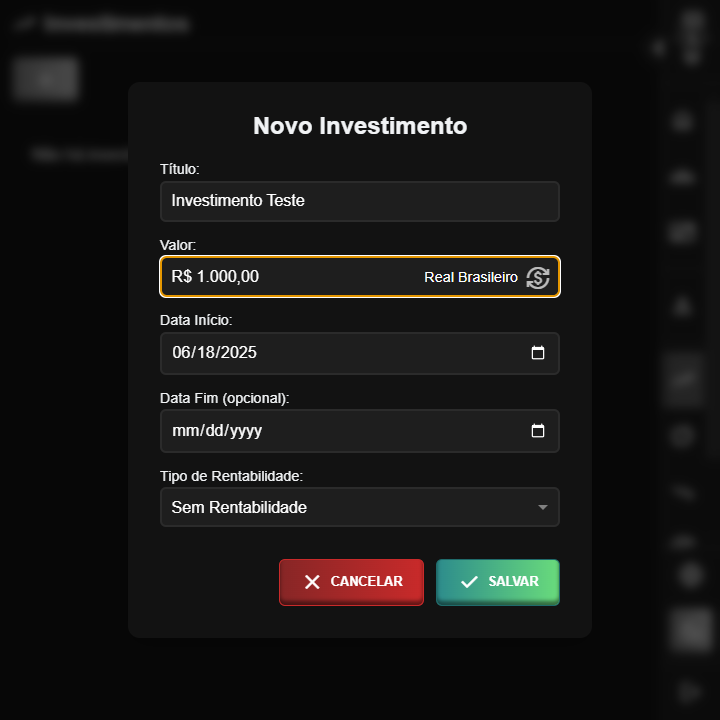 Investimentos
Novo Investimento
Título:
Investimento Teste
Valor:
R$ 1.000,00 Real Brasileiro
Data Início:
06/18/2025
Data Fim (opcional):
mm/dd/yyyy
Tipo de Rentabilidade:
Sem Rentabilidade
CANCELAR SALVAR